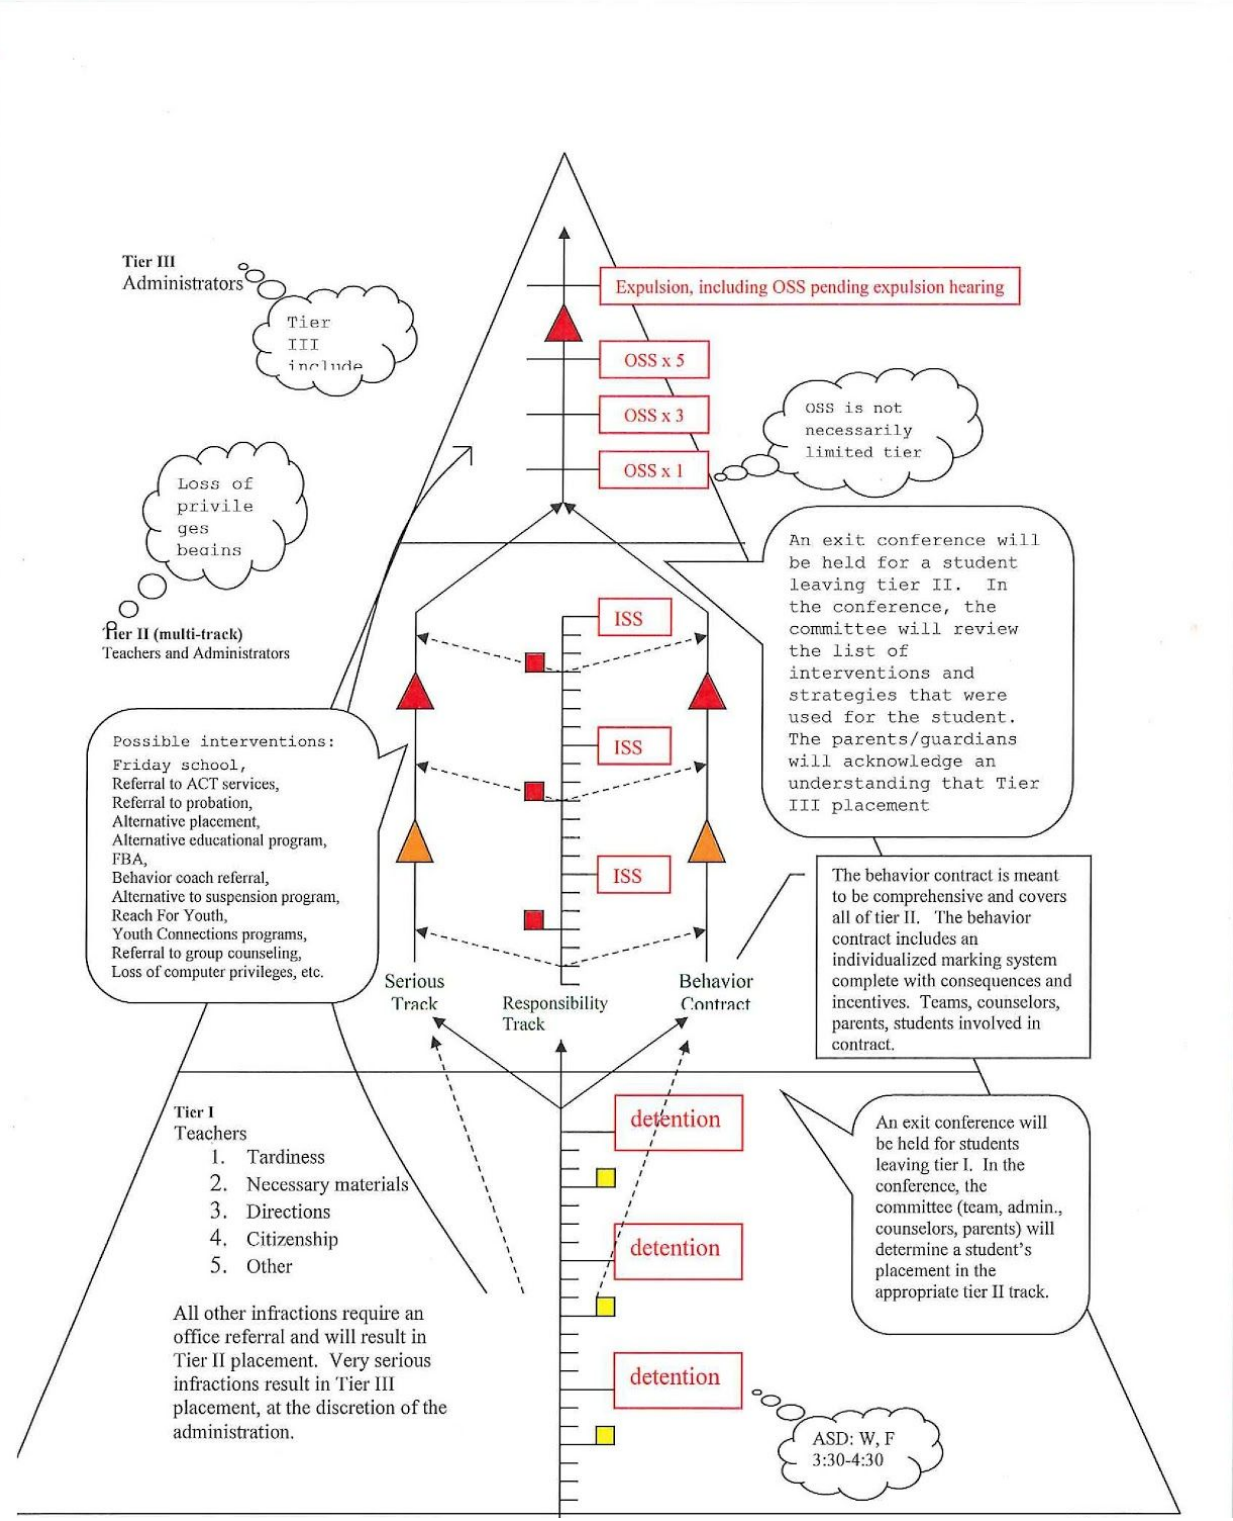 Tier III
Administrators
Tier
III
include
Expulsion, including OSS pending expulsion hearing
OSS x 5
OSS x 3
OSS x 1
OSS is not
necessarily
limited tier
Loss of
privile
ges
begins
Tier II (multi-track)
Teachers and Administrators
An exit conference will
be held for a student
leaving tier II.  In
the conference, the
committee will review
the list of
interventions and
strategies that were
used for the student.
The parents/guardians
will acknowledge an
understanding that Tier
III placement
ISS
ISS
ISS
Possible interventions:
Friday school,
Referral to ACT services,
Referral to probation,
Alternative placement,
Alternative educational program,
FBA,
Behavior coach referral,
Alternative to suspension program,
Reach For Youth,
Youth Connections programs,
Referral to group counseling,
Loss of computer privileges, etc.
The behavior contract is meant
to be comprehensive and covers
all of tier II.  The behavior
contract includes an
individualized marking system
complete with consequences and
incentives.  Teams, counselors,
parents, students involved in
contract.
Serious
Track
Responsibility
Track
Behavior
Contract
Tier I
Teachers
1. Tardiness
2. Necessary materials
3. Directions
4. Citizenship
5. Other
All other infractions require an
office referral and will result in
Tier II placement.  Very serious
infractions result in Tier III
placement, at the discretion of the
administration.
detention
detention
detention
An exit conference will
be held for students
leaving tier I. In the
conference, the
committee (team, admin.,
counselors, parents) will
determine a student's
placement in the
appropriate tier II track.
ASD: W, F
3:30-4:30